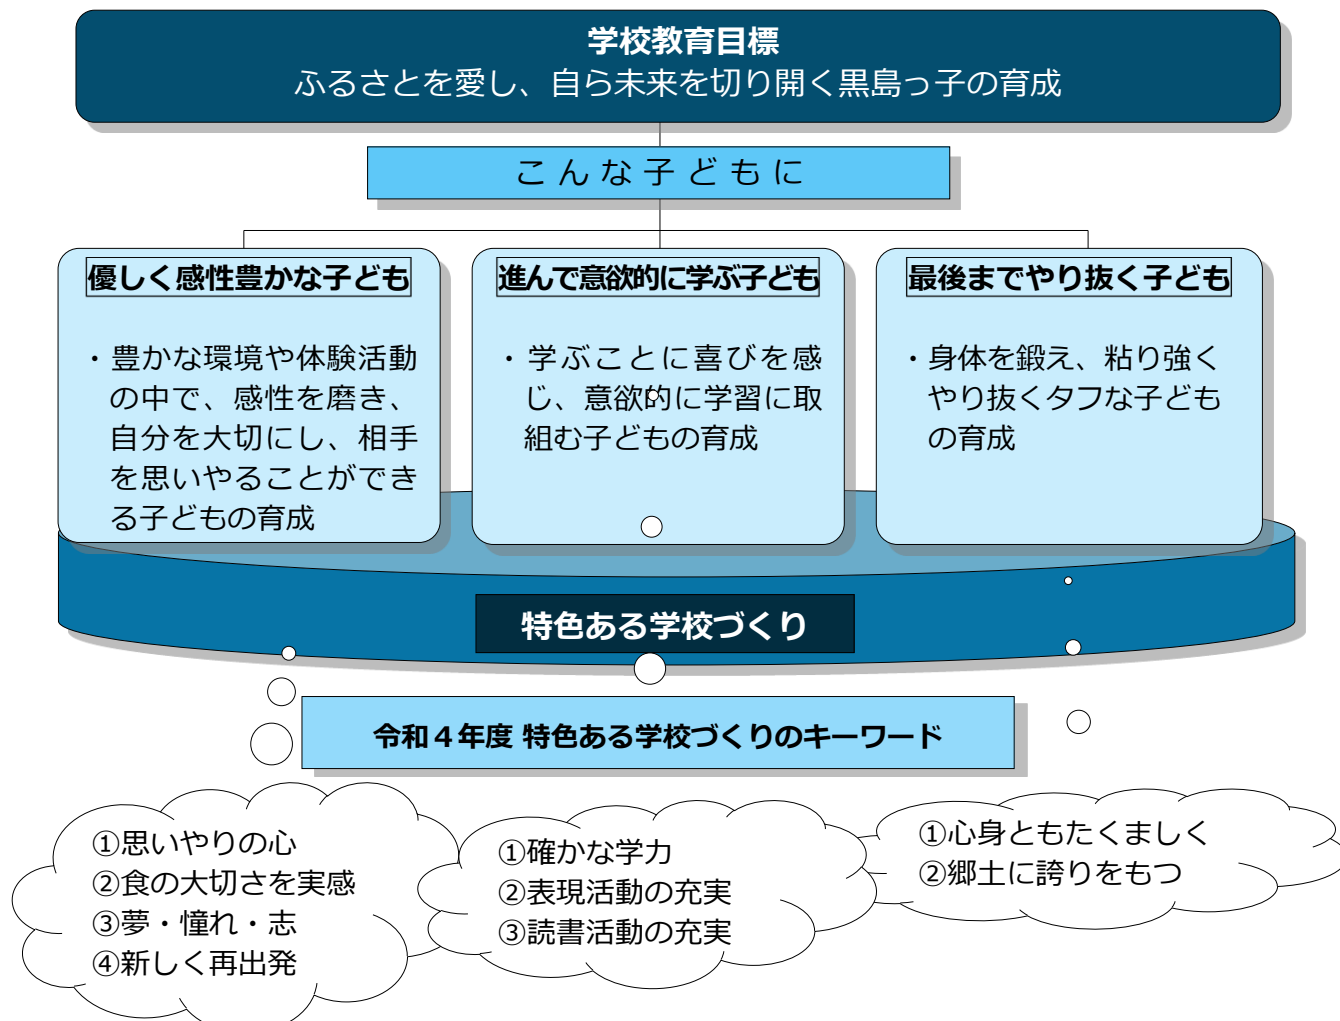 学校教育目標
ふるさとを愛し、自ら未来を切り開く黒島っ子の育成
こんな子どもに
優しく感性豊かな子ども
・豊かな環境や体験活動
の中で、感性を磨き、
自分を大切にし、相手
を思いやることができ
る子どもの育成
進んで意欲的に学ぶ子ども
・学ぶことに喜びを感
じ、意欲的に学習に取
組む子どもの育成
最後までやり抜く子ども
・身体を鍛え、粘り強く
やり抜くタフな子ども
の育成
特色ある学校づくり
令和４年度 特色ある学校づくりのキーワード
①思いやりの心
②食の大切さを実感
③夢・憧れ・志
④新しく再出発
①確かな学力
②表現活動の充実
③読書活動の充実
①心身ともたくましく
②郷土に誇りをもつ